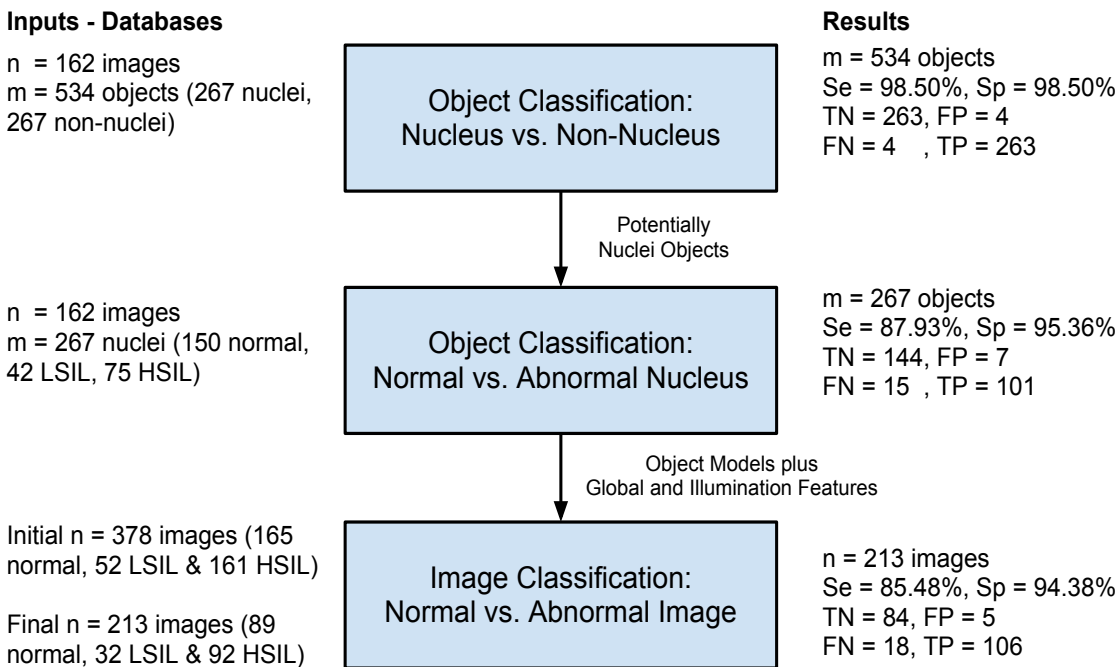 Inputs - Databases
n = 162 images
m = 534 objects (267 nuclei,
267 non-nuclei)
Object Classification:
Nucleus vs. Non-Nucleus
Results
m = 534 objects
Se = 98.50%, Sp = 98.50%
TN = 263, FP = 4
FN = 4 , TP = 263
Potentially
Nuclei Objects
n = 162 images
m = 267 nuclei (150 normal,
42 LSIL, 75 HSIL)
Object Classification:
Normal vs. Abnormal Nucleus
m = 267 objects
Se = 87.93%, Sp = 95.36%
TN = 144, FP = 7
FN = 15 , TP = 101
Object Models plus
Global and Illumination Features
Initial n = 378 images (165
normal, 52 LSIL & 161 HSIL)
Final n = 213 images (89
normal, 32 LSIL & 92 HSIL)
Image Classification:
Normal vs. Abnormal Image
n = 213 images
Se = 85.48%, Sp = 94.38%
TN = 84, FP = 5
FN = 18, TP = 106